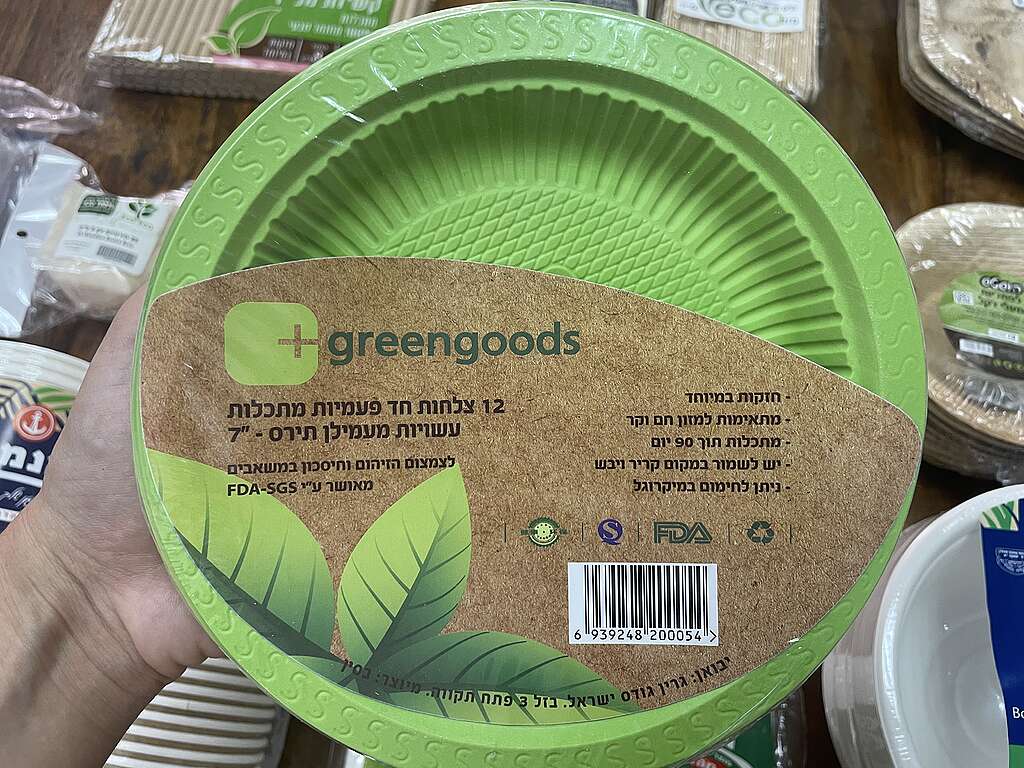 greengoods
12 צלחות חד פעמיות מתכלות
עשויות מעמילן תירס - 7"
לצמצום הזיהום וחיסכון במשאבים
מאושר ע"י FDA-SGS
- חזקות במיוחד
- מתאימות למזון חם וקר
- מתכלות תוך 90 יום
- יש לשמור במקום קריר ויבש
- ניתן לחימום במיקרוגל
FDA
6 939248 200054 >
יבואן: גרין גודס ישראל. בזל 3 פתח תקווה. מיוצר: בסין
eco